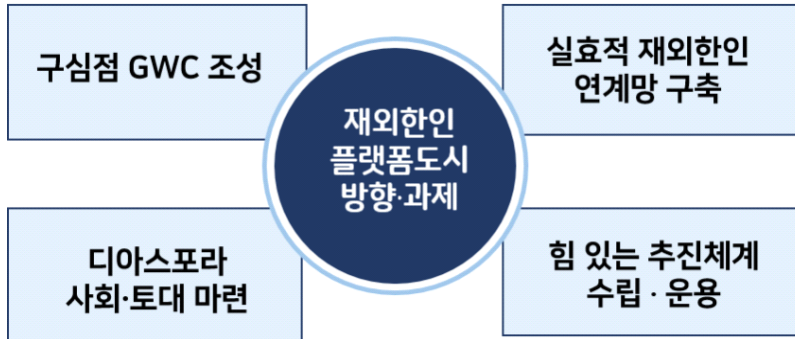 구심점 GWC 조성
실효적 재외한인
연계망 구축
재외한인
플랫폼도시
방향·과제
디아스포라
사회·토대 마련
힘 있는 추진체계
수립 · 운용